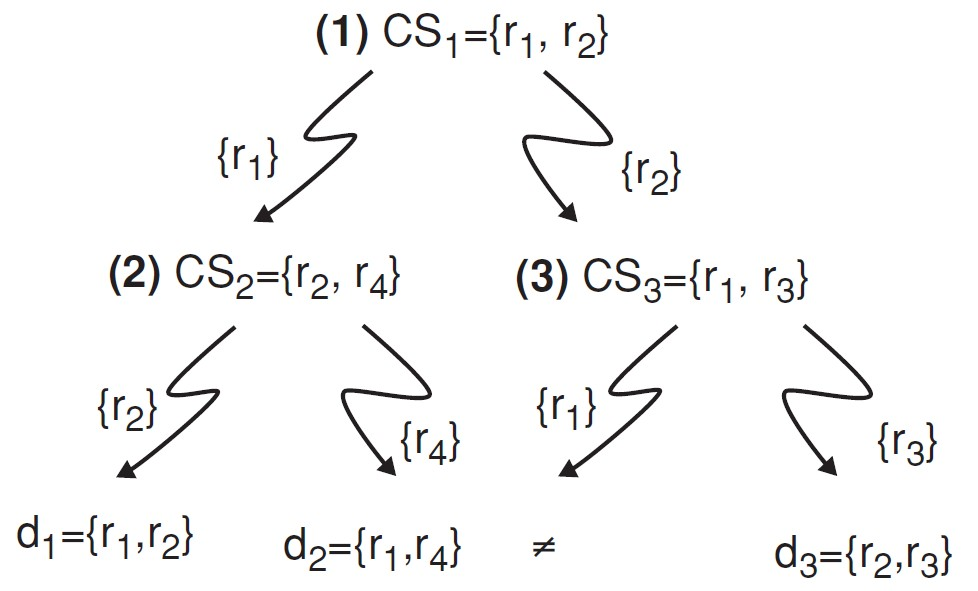 (1) CS₁={r₁, r₂}
{r₁} {r₂}
(2) CS₂={r₂, r₄} (3) CS₃={r₁, r₃}
{r₂} {r₄} {r₁} {r₃}
d₁={r₁,r₂} d₂={r₁,r₄} ≠ d₃={r₂,r₃}